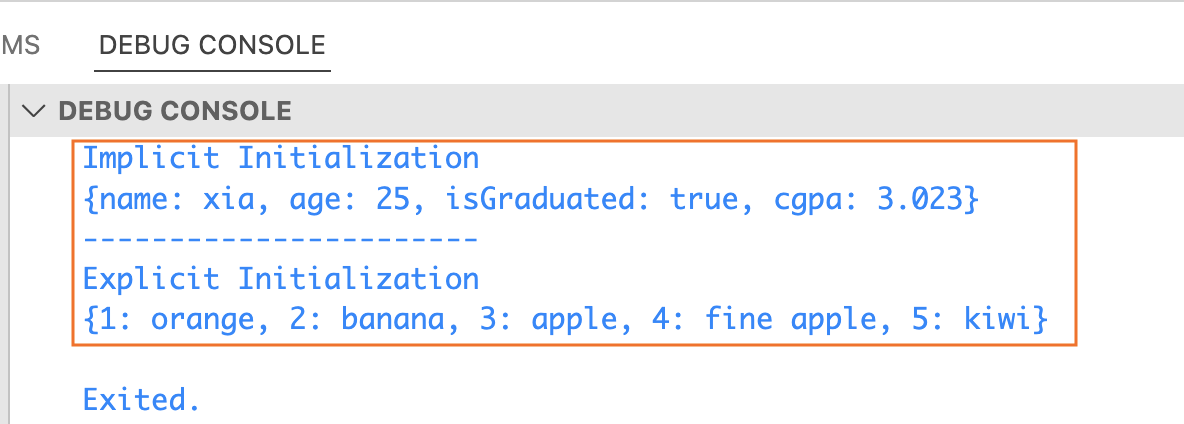 MS DEBUG CONSOLE
DEBUG CONSOLE
Implicit Initialization
{name: xia, age: 25, isGraduated: true, cgpa: 3.023}
-----------------------
Explicit Initialization
{1: orange, 2: banana, 3: apple, 4: fine apple, 5: kiwi}
Exited.